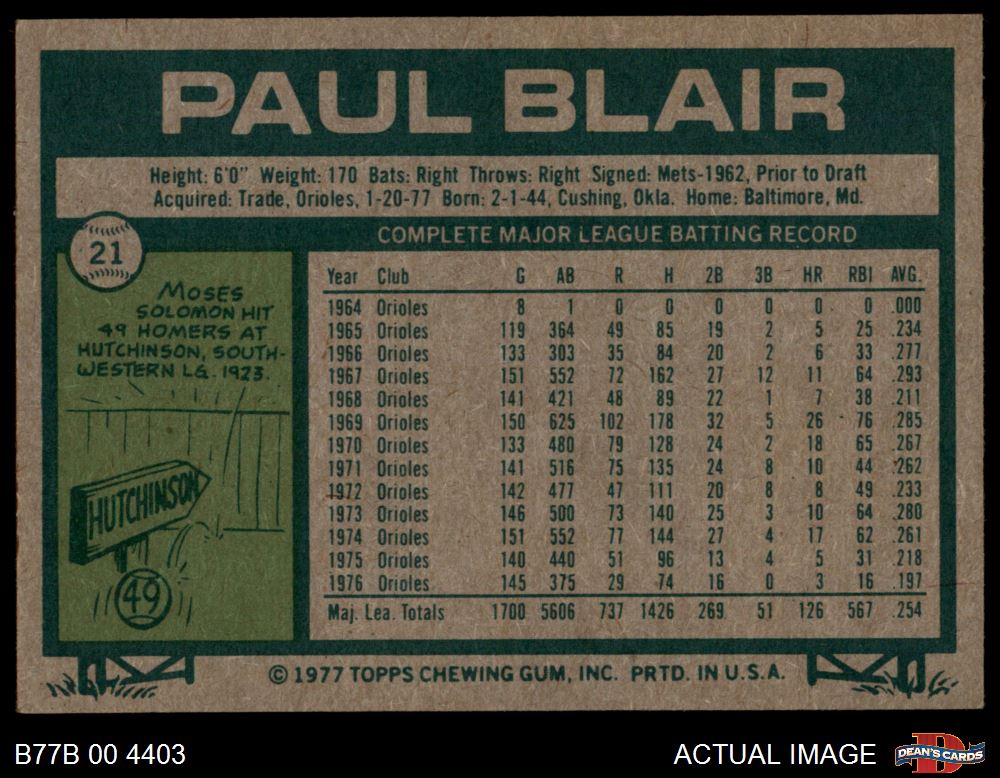 PAUL BLAIR
Height: 6'0" Weight: 170 Bats: Right Throws: Right Signed: Mets-1962, Prior to Draft
Acquired: Trade, Orioles, 1-20-77 Born: 2-1-44, Cushing, Okla. Home: Baltimore, Md.
21
MOSES
SOLOMON HIT
49 HOMERS AT
HUTCHINSON, SOUTH-
WESTERN LG. 1923.
HUTCHINSON
49
COMPLETE MAJOR LEAGUE BATTING RECORD
Year Club G AB R H 2B 3B HR RBI AVG.
1964 Orioles 8 1 0 0 0 0 0 0 .000
1965 Orioles 119 364 49 85 19 2 5 25 .234
1966 Orioles 133 303 35 84 20 2 6 33 .277
1967 Orioles 151 552 72 162 27 12 11 64 .293
1968 Orioles 141 421 48 89 22 1 7 38 .211
1969 Orioles 150 625 102 178 32 5 26 76 .285
1970 Orioles 133 480 79 128 24 2 18 65 .267
1971 Orioles 141 516 75 135 24 8 10 44 .262
1972 Orioles 142 477 47 111 20 8 8 49 .233
1973 Orioles 146 500 73 140 25 3 10 64 .280
1974 Orioles 151 552 77 144 27 4 17 62 .261
1975 Orioles 140 440 51 96 13 4 5 31 .218
1976 Orioles 145 375 29 74 16 0 3 16 .197
Maj. Lea. Totals 1700 5606 737 1426 269 51 126 567 .254
© 1977 TOPPS CHEWING GUM, INC. PRTD. IN U.S.A.
B77B 00 4403
ACTUAL IMAGE
DEAN'S CARDS